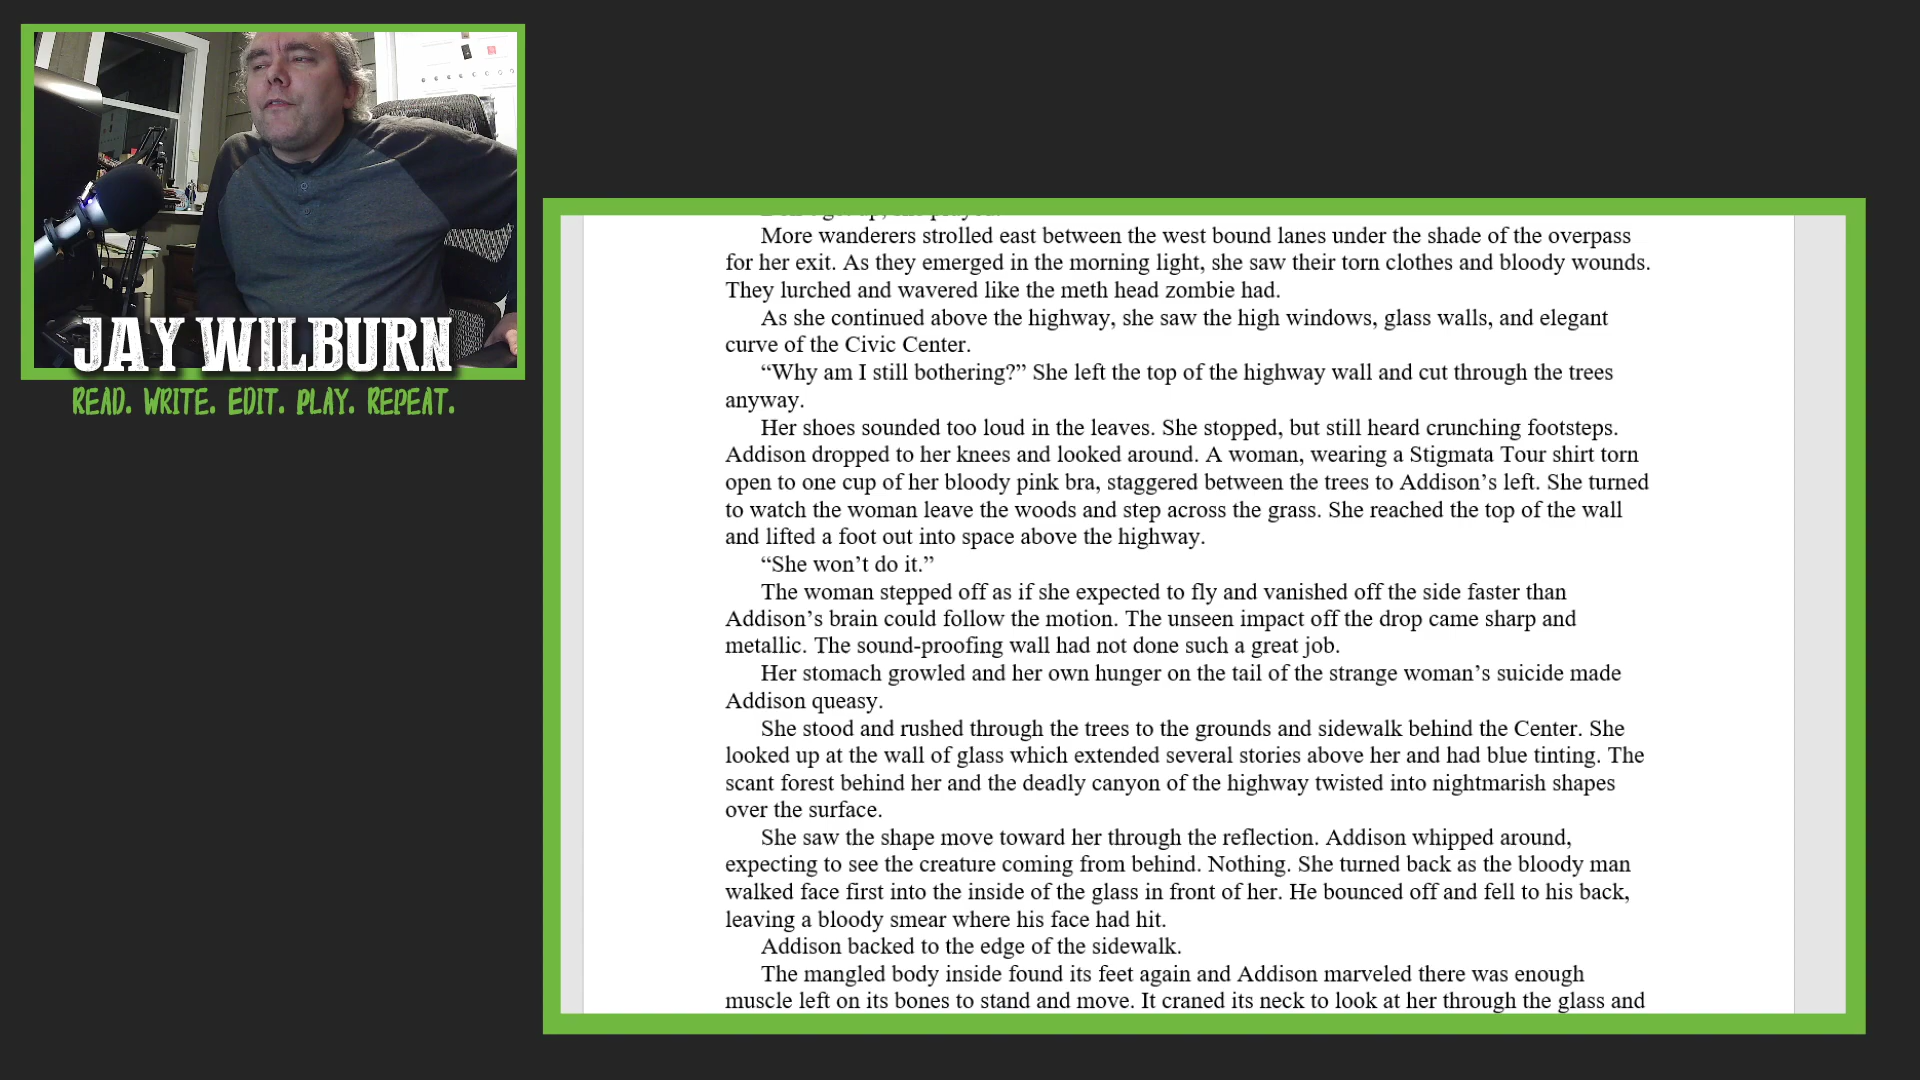 JAY WILBURN
READ. WRITE. EDIT. PLAY. REPEAT.
More wanderers strolled east between the west bound lanes under the shade of the overpass
for her exit. As they emerged in the morning light, she saw their torn clothes and bloody wounds.
They lurched and wavered like the meth head zombie had.
As she continued above the highway, she saw the high windows, glass walls, and elegant
curve of the Civic Center.
“Why am I still bothering?” She left the top of the highway wall and cut through the trees
anyway.
Her shoes sounded too loud in the leaves. She stopped, but still heard crunching footsteps.
Addison dropped to her knees and looked around. A woman, wearing a Stigmata Tour shirt torn
open to one cup of her bloody pink bra, staggered between the trees to Addison’s left. She turned
to watch the woman leave the woods and step across the grass. She reached the top of the wall
and lifted a foot out into space above the highway.
“She won’t do it.”
The woman stepped off as if she expected to fly and vanished off the side faster than
Addison’s brain could follow the motion. The unseen impact off the drop came sharp and
metallic. The sound-proofing wall had not done such a great job.
Her stomach growled and her own hunger on the tail of the strange woman’s suicide made
Addison queasy.
She stood and rushed through the trees to the grounds and sidewalk behind the Center. She
looked up at the wall of glass which extended several stories above her and had blue tinting. The
scant forest behind her and the deadly canyon of the highway twisted into nightmarish shapes
over the surface.
She saw the shape move toward her through the reflection. Addison whipped around,
expecting to see the creature coming from behind. Nothing. She turned back as the bloody man
walked face first into the inside of the glass in front of her. He bounced off and fell to his back,
leaving a bloody smear where his face had hit.
Addison backed to the edge of the sidewalk.
The mangled body inside found its feet again and Addison marveled there was enough
muscle left on its bones to stand and move. It craned its neck to look at her through the glass and